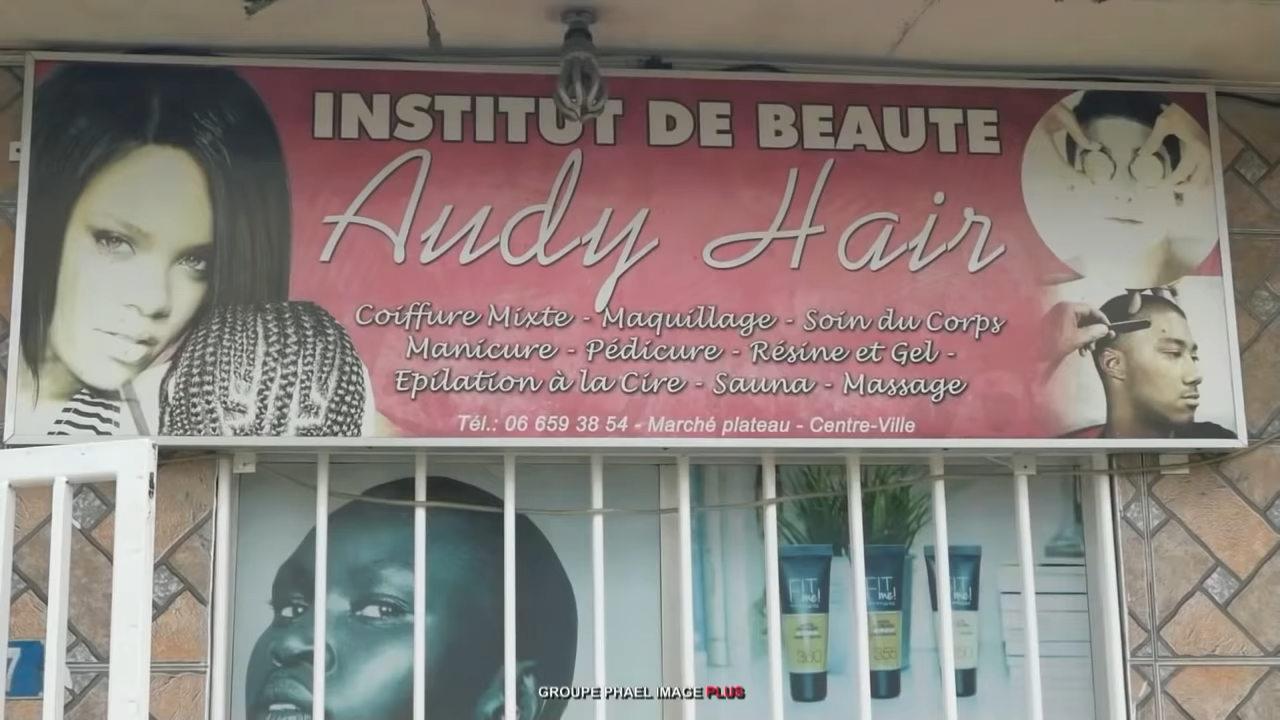 INSTITUT DE BEAUTE
Audy Hair
Coiffure Mixte - Maquillage - Soin du Corps
Manicure - Pédicure - Résine et Gel -
Epilation à la Cire - Sauna - Massage
Tél.: 06 659 38 54 - Marché plateau - Centre-Ville
FIT me!
FIT me!
FIT me!
7
GROUPE PHAEL IMAGE PLUS